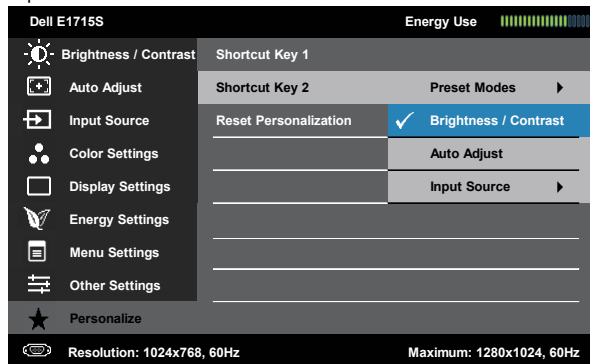 Dell E1715S Energy Use
Brightness / Contrast Shortcut Key 1
Auto Adjust Shortcut Key 2 Preset Modes
Input Source Reset Personalization Brightness / Contrast
Color Settings Auto Adjust
Display Settings Input Source
Energy Settings
Menu Settings
Other Settings
Personalize
Resolution: 1024x768, 60Hz Maximum: 1280x1024, 60Hz